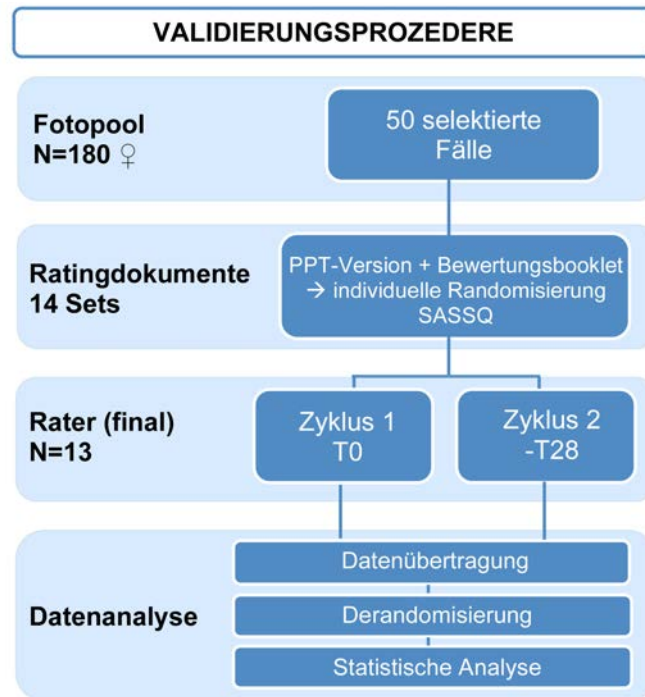 VALIDIERUNGSPROZEDERE
Fotopool
N=180 ♀
50 selektierte
Fälle
Ratingdokumente
14 Sets
PPT-Version + Bewertungsbooklet
→ individuelle Randomisierung
SASSQ
Rater (final)
N=13
Zyklus 1
T0
Zyklus 2
-T28
Datenanalyse
Datenübertragung
Derandomisierung
Statistische Analyse